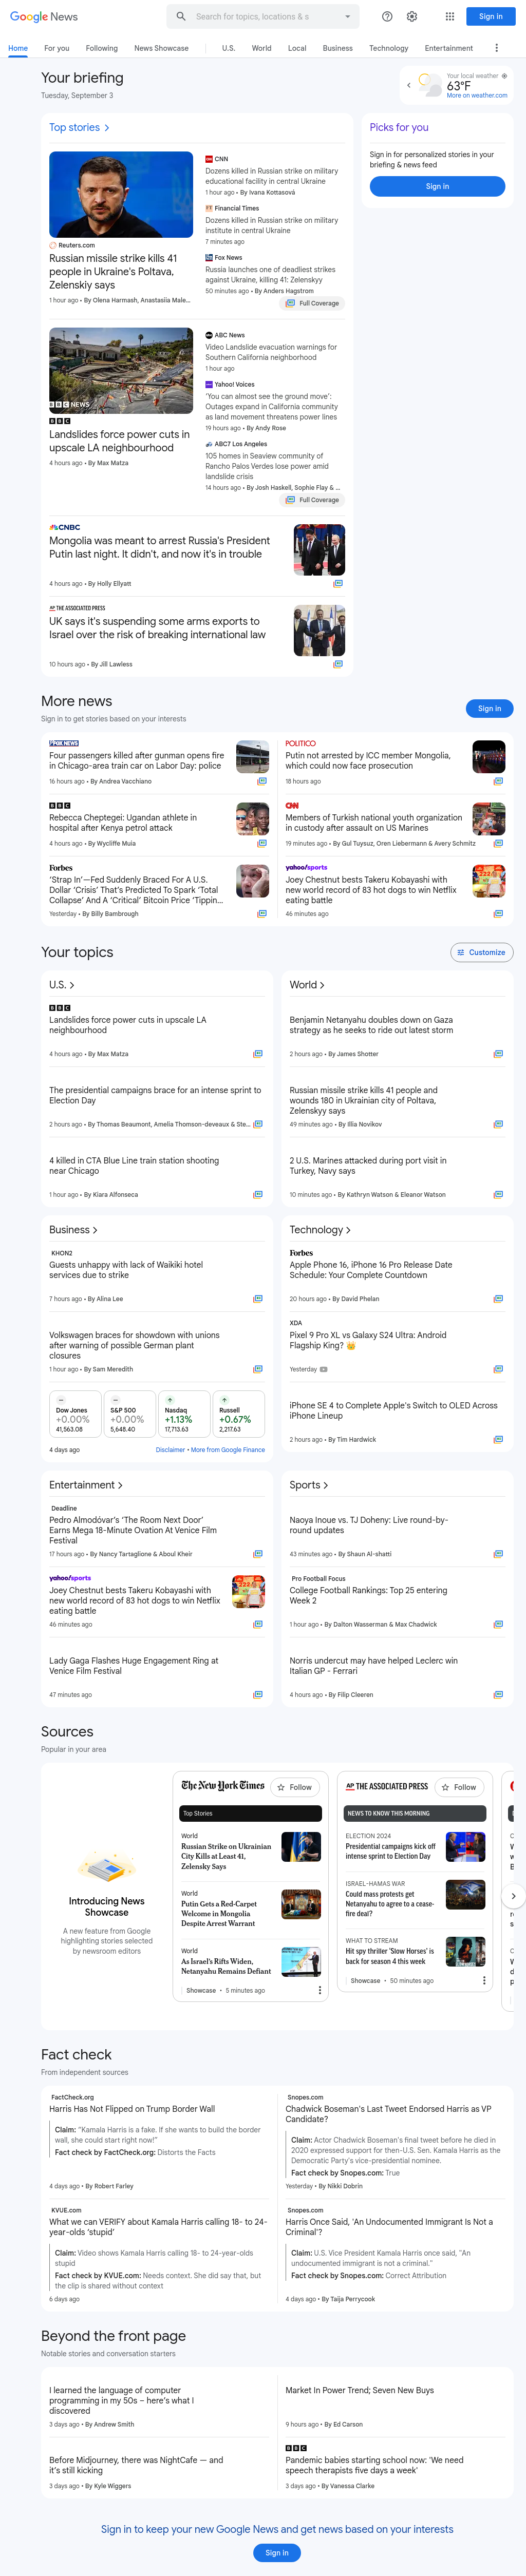 Google News
Search for topics, locations & s
Sign in
Home For you Following News Showcase U.S. World Local Business Technology Entertainment
Your briefing
Tuesday, September 3
Your local weather
63°F
More on weather.com
Top stories
Picks for you
Sign in for personalized stories in your
briefing & news feed
Sign in
Reuters.com
Russian missile strike kills 41
people in Ukraine's Poltava,
Zelenskiy says
1 hour ago • By Olena Harmash, Anastasiia Male...
CNN
Dozens killed in Russian strike on military
educational facility in central Ukraine
1 hour ago • By Ivana Kottasová
Financial Times
Dozens killed in Russian strike on military
institute in central Ukraine
7 minutes ago
Fox News
Russia launches one of deadliest strikes
against Ukraine, killing 41: Zelenskyy
50 minutes ago • By Anders Hagstrom
Full Coverage
BBC NEWS
BBC
Landslides force power cuts in
upscale LA neighbourhood
4 hours ago • By Max Matza
ABC News
Video Landslide evacuation warnings for
Southern California neighborhood
1 hour ago
Yahoo! Voices
'You can almost see the ground move':
Outages expand in California community
as land movement threatens power lines
19 hours ago • By Andy Rose
ABC7 Los Angeles
105 homes in Seaview community of
Rancho Palos Verdes lose power amid
landslide crisis
14 hours ago • By Josh Haskell, Sophie Flay & ...
Full Coverage
CNBC
Mongolia was meant to arrest Russia's President
Putin last night. It didn't, and now it's in trouble
4 hours ago • By Holly Ellyatt
AP THE ASSOCIATED PRESS
UK says it's suspending some arms exports to
Israel over the risk of breaking international law
10 hours ago • By Jill Lawless
More news
Sign in to get stories based on your interests
Sign in
FOX NEWS
Four passengers killed after gunman opens fire
in Chicago-area train car on Labor Day: police
16 hours ago • By Andrea Vacchiano
POLITICO
Putin not arrested by ICC member Mongolia,
which could now face prosecution
18 hours ago
BBC
Rebecca Cheptegei: Ugandan athlete in
hospital after Kenya petrol attack
4 hours ago • By Wycliffe Muia
CNN
Members of Turkish national youth organization
in custody after assault on US Marines
19 minutes ago • By Gul Tuysuz, Oren Liebermann & Avery Schmitz
Forbes
'Strap In'—Fed Suddenly Braced For A U.S.
Dollar 'Crisis' That's Predicted To Spark 'Total
Collapse' And A 'Critical' Bitcoin Price 'Tippin...
Yesterday • By Billy Bambrough
yahoo!sports
Joey Chestnut bests Takeru Kobayashi with
new world record of 83 hot dogs to win Netflix
eating battle
46 minutes ago
Your topics
Customize
U.S.
BBC
Landslides force power cuts in upscale LA
neighbourhood
4 hours ago • By Max Matza
The presidential campaigns brace for an intense sprint to
Election Day
2 hours ago • By Thomas Beaumont, Amelia Thomson-deveaux & Ste...
4 killed in CTA Blue Line train station shooting
near Chicago
1 hour ago • By Kiara Alfonseca
World
Benjamin Netanyahu doubles down on Gaza
strategy as he seeks to ride out latest storm
2 hours ago • By James Shotter
Russian missile strike kills 41 people and
wounds 180 in Ukrainian city of Poltava,
Zelenskyy says
49 minutes ago • By Illia Novikov
2 U.S. Marines attacked during port visit in
Turkey, Navy says
10 minutes ago • By Kathryn Watson & Eleanor Watson
Business
KHON2
Guests unhappy with lack of Waikiki hotel
services due to strike
7 hours ago • By Alina Lee
Volkswagen braces for showdown with unions
after warning of possible German plant
closures
1 hour ago • By Sam Meredith
Dow Jones S&P 500 Nasdaq Russell
+0.00% +0.00% +1.13% +0.67%
41,563.08 5,648.40 17,713.63 2,217.63
4 days ago Disclaimer • More from Google Finance
Technology
Forbes
Apple Phone 16, iPhone 16 Pro Release Date
Schedule: Your Complete Countdown
20 hours ago • By David Phelan
XDA
Pixel 9 Pro XL vs Galaxy S24 Ultra: Android
Flagship King? 👑
Yesterday
iPhone SE 4 to Complete Apple's Switch to OLED Across
iPhone Lineup
2 hours ago • By Tim Hardwick
Entertainment
Deadline
Pedro Almodóvar's 'The Room Next Door'
Earns Mega 18-Minute Ovation At Venice Film
Festival
17 hours ago • By Nancy Tartaglione & Aboul Kheir
yahoo!sports
Joey Chestnut bests Takeru Kobayashi with
new world record of 83 hot dogs to win Netflix
eating battle
46 minutes ago
Lady Gaga Flashes Huge Engagement Ring at
Venice Film Festival
47 minutes ago
Sports
Naoya Inoue vs. TJ Doheny: Live round-by-
round updates
43 minutes ago • By Shaun Al-shatti
Pro Football Focus
College Football Rankings: Top 25 entering
Week 2
1 hour ago • By Dalton Wasserman & Max Chadwick
Norris undercut may have helped Leclerc win
Italian GP - Ferrari
4 hours ago • By Filip Cleeren
Sources
Popular in your area
Introducing News
Showcase
A new feature from Google
highlighting stories selected
by newsroom editors
The New York Times Follow
Top Stories
World
Russian Strike on Ukrainian
City Kills at Least 41,
Zelensky Says
World
Putin Gets a Red-Carpet
Welcome in Mongolia
Despite Arrest Warrant
World
As Israel's Rifts Widen,
Netanyahu Remains Defiant
Showcase • 5 minutes ago
AP THE ASSOCIATED PRESS Follow
NEWS TO KNOW THIS MORNING
ELECTION 2024
Presidential campaigns kick off
intense sprint to Election Day
ISRAEL-HAMAS WAR
Could mass protests get
Netanyahu to agree to a cease-
fire deal?
WHAT TO STREAM
Hit spy thriller 'Slow Horses' is
back for season 4 this week
Showcase • 50 minutes ago
Fact check
From independent sources
FactCheck.org
Harris Has Not Flipped on Trump Border Wall
Claim: "Kamala Harris is a fake. If she wants to build the border
wall, she could start right now!"
Fact check by FactCheck.org: Distorts the Facts
4 days ago • By Robert Farley
Snopes.com
Chadwick Boseman's Last Tweet Endorsed Harris as VP
Candidate?
Claim: Actor Chadwick Boseman's final tweet before he died in
2020 expressed support for then-U.S. Sen. Kamala Harris as the
Democratic Party's vice-presidential nominee.
Fact check by Snopes.com: True
Yesterday • By Nikki Dobrin
KVUE.com
What we can VERIFY about Kamala Harris calling 18- to 24-
year-olds 'stupid'
Claim: Video shows Kamala Harris calling 18- to 24-year-olds
stupid
Fact check by KVUE.com: Needs context. She did say that, but
the clip is shared without context
6 days ago
Snopes.com
Harris Once Said, 'An Undocumented Immigrant Is Not a
Criminal'?
Claim: U.S. Vice President Kamala Harris once said, "An
undocumented immigrant is not a criminal."
Fact check by Snopes.com: Correct Attribution
4 days ago • By Taija Perrycook
Beyond the front page
Notable stories and conversation starters
I learned the language of computer
programming in my 50s – here's what I
discovered
3 days ago • By Andrew Smith
Market In Power Trend; Seven New Buys
9 hours ago • By Ed Carson
Before Midjourney, there was NightCafe — and
it's still kicking
3 days ago • By Kyle Wiggers
BBC
Pandemic babies starting school now: 'We need
speech therapists five days a week'
3 days ago • By Vanessa Clarke
Sign in to keep your new Google News and get news based on your interests
Sign in